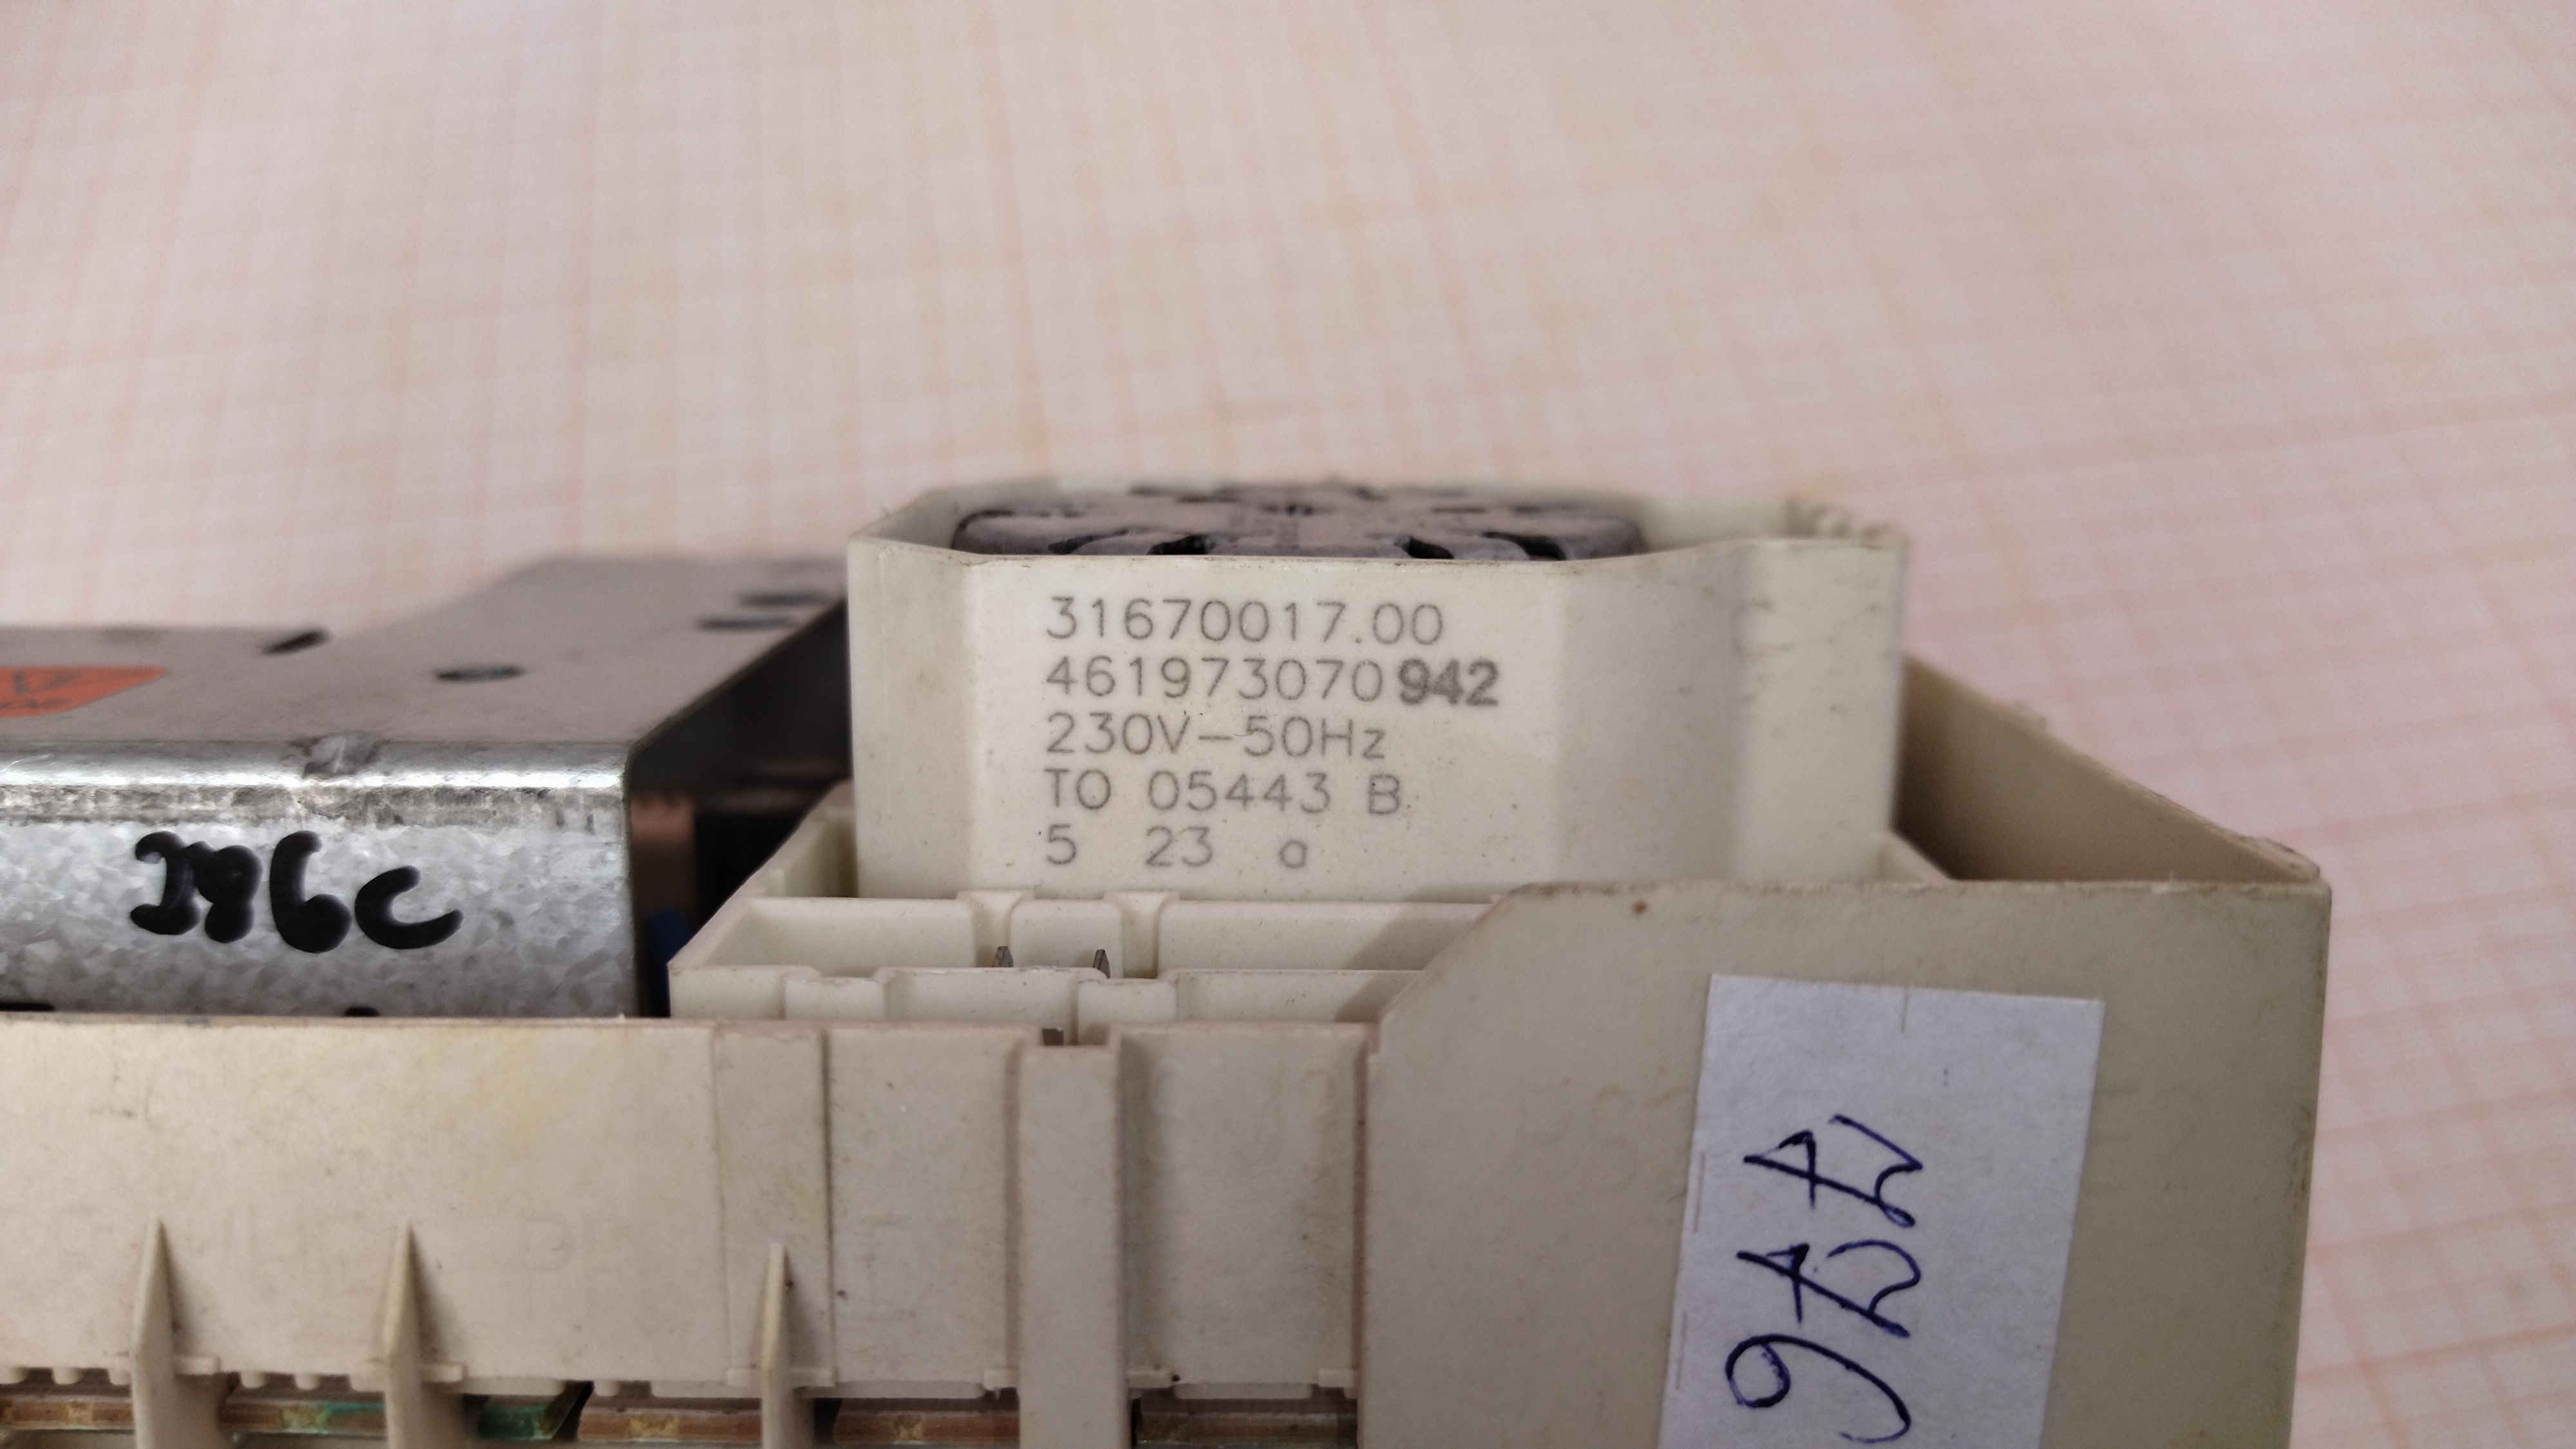 31670017.00
461973070942
230V-50Hz
TO 05443 B
5 23 a